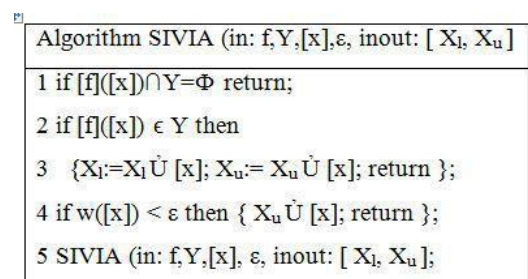 Algorithm SIVIA (in: f,Y,[x],ε, inout: [ Xl, Xu ]
1 if [f]([x])∩Y=Φ return;
2 if [f]([x]) ϵ Y then
3 {Xl:=Xl U̇ [x]; Xu:= Xu U̇ [x]; return };
4 if w([x]) < ε then { Xu U̇ [x]; return };
5 SIVIA (in: f,Y,[x], ε, inout: [ Xl, Xu ];